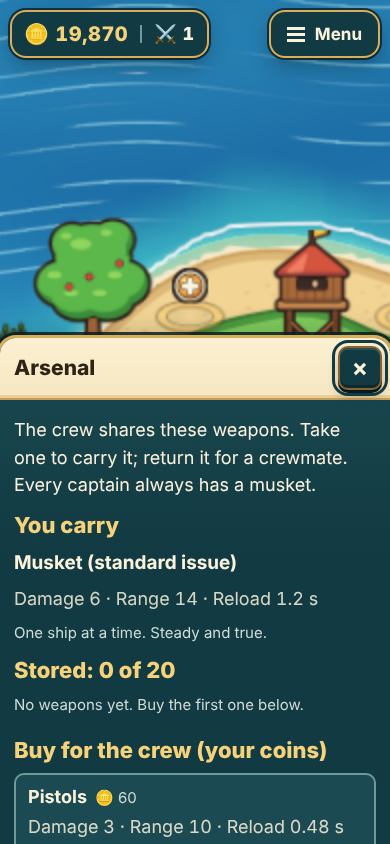 19,870 | 1
Menu
Arsenal
The crew shares these weapons. Take
one to carry it; return it for a crewmate.
Every captain always has a musket.
You carry
Musket (standard issue)
Damage 6 · Range 14 · Reload 1.2 s
One ship at a time. Steady and true.
Stored: 0 of 20
No weapons yet. Buy the first one below.
Buy for the crew (your coins)
Pistols 60
Damage 3 · Range 10 · Reload 0.48 s